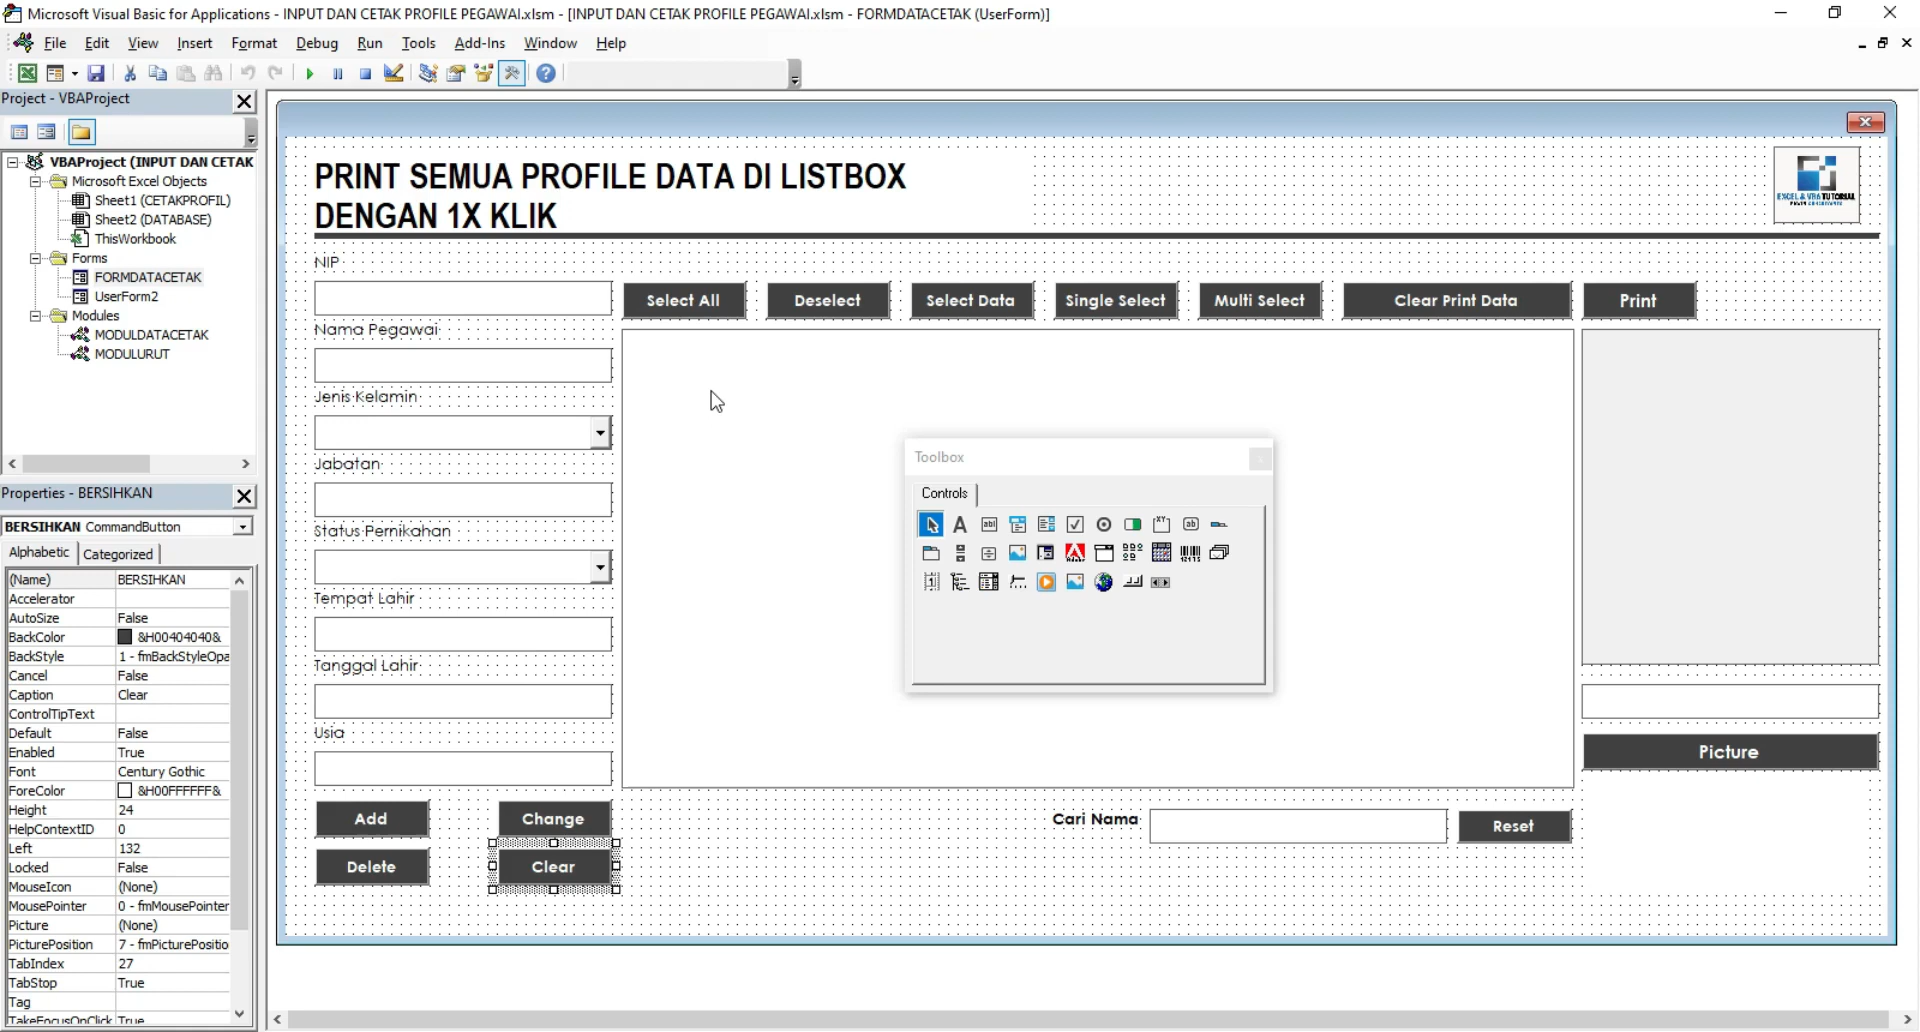 Microsoft Visual Basic for Applications - INPUT DAN CETAK PROFILE PEGAWAI.xlsm - [INPUT DAN CETAK PROFILE PEGAWAI.xlsm - FORMDATACETAK (UserForm)]
File Edit View Insert Format Debug Run Tools Add-Ins Window Help
Project - VBAProject
VBAProject (INPUT DAN CETAK
Microsoft Excel Objects
Sheet1 (CETAKPROFIL)
Sheet2 (DATABASE)
ThisWorkbook
Forms
FORMDATACETAK
UserForm2
Modules
MODULDATACETAK
MODULURUT
Properties - BERSIHKAN
BERSIHKAN CommandButton
Alphabetic Categorized
(Name) BERSIHKAN
Accelerator
AutoSize False
BackColor &H00404040&
BackStyle 1 - fmBackStyleOpa
Cancel False
Caption Clear
ControlTipText
Default False
Enabled True
Font Century Gothic
ForeColor &H00FFFFFF&
Height 24
HelpContextID 0
Left 132
Locked False
MouseIcon (None)
MousePointer 0 - fmMousePointer
Picture (None)
PicturePosition 7 - fmPicturePositio
TabIndex 27
TabStop True
Tag
TakeFocusOnClick True
PRINT SEMUA PROFILE DATA DI LISTBOX
DENGAN 1X KLIK
EXCEL & VBA TUTORIAL
NIP
Select All Deselect Select Data Single Select Multi Select Clear Print Data Print
Nama Pegawai
Jenis Kelamin
Jabatan
Status Pernikahan
Tempat Lahir
Tanggal Lahir
Usia
Toolbox
Controls
Picture
Add Change
Delete Clear
Cari Nama Reset